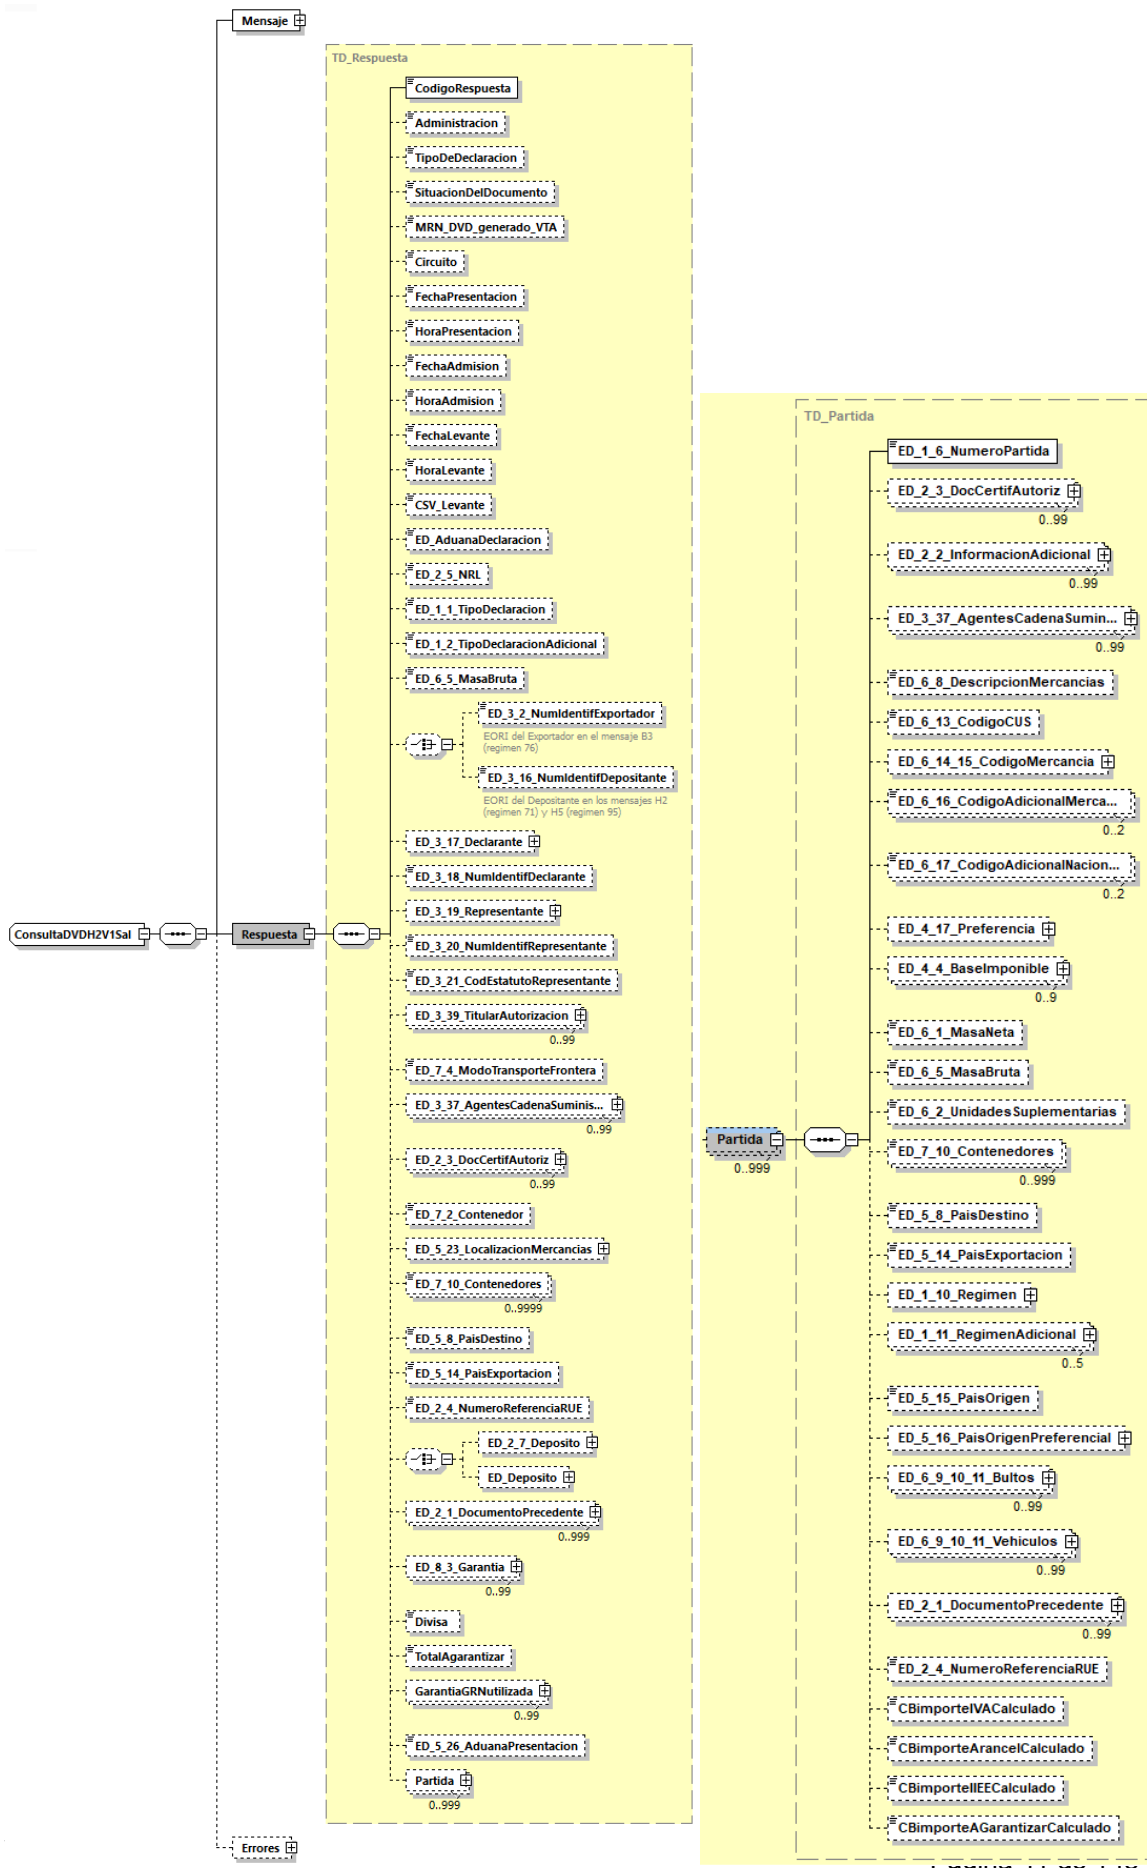 Mensaje
TD_Respuesta
CodigoRespuesta
Administracion
TipoDeDeclaracion
SituacionDelDocumento
MRN_DVD_generado_VTA
Circuito
FechaPresentacion
HoraPresentacion
FechaAdmision
HoraAdmision
FechaLevante
HoraLevante
CSV_Levante
ED_AduanaDeclaracion
ED_2_5_NRL
ED_1_1_TipoDeclaracion
ED_1_2_TipoDeclaracionAdicional
ED_6_5_MasaBruta
ED_3_2_NumIdentifExportador
EORI del Exportador en el mensaje B3
(regimen 76)
ED_3_16_NumIdentifDepositante
EORI del Depositante en los mensajes H2
(regimen 71) y H5 (regimen 95)
ED_3_17_Declarante
ED_3_18_NumIdentifDeclarante
ED_3_19_Representante
ConsultaDVDH2V1Sal
Respuesta
ED_3_20_NumIdentifRepresentante
ED_3_21_CodEstatutoRepresentante
ED_3_39_TitularAutorizacion
0..99
ED_7_4_ModoTransporteFrontera
ED_3_37_AgentesCadenaSuminis...
0..99
ED_2_3_DocCertifAutoriz
0..99
ED_7_2_Contenedor
ED_5_23_LocalizacionMercancias
ED_7_10_Contenedores
0..9999
ED_5_8_PaisDestino
ED_5_14_PaisExportacion
ED_2_4_NumeroReferenciaRUE
ED_2_7_Deposito
ED_Deposito
ED_2_1_DocumentoPrecedente
0..999
ED_8_3_Garantia
0..99
Divisa
TotalAgarantizar
GarantiaGRNutilizada
0..99
ED_5_26_AduanaPresentacion
Partida
0..999
Errores
TD_Partida
ED_1_6_NumeroPartida
ED_2_3_DocCertifAutoriz
0..99
ED_2_2_InformacionAdicional
0..99
ED_3_37_AgentesCadenaSumin...
0..99
ED_6_8_DescripcionMercancias
ED_6_13_CodigoCUS
ED_6_14_15_CodigoMercancia
ED_6_16_CodigoAdicionalMerca...
0..2
ED_6_17_CodigoAdicionalNacion...
0..2
ED_4_17_Preferencia
ED_4_4_BaseImponible
0..9
ED_6_1_MasaNeta
ED_6_5_MasaBruta
ED_6_2_UnidadesSuplementarias
Partida
0..999
ED_7_10_Contenedores
0..999
ED_5_8_PaisDestino
ED_5_14_PaisExportacion
ED_1_10_Regimen
ED_1_11_RegimenAdicional
0..5
ED_5_15_PaisOrigen
ED_5_16_PaisOrigenPreferencial
ED_6_9_10_11_Bultos
0..99
ED_6_9_10_11_Vehiculos
0..99
ED_2_1_DocumentoPrecedente
0..99
ED_2_4_NumeroReferenciaRUE
CBimporteIVACalculado
CBimporteArancelCalculado
CBimporteIIEECalculado
CBimporteAGarantizarCalculado